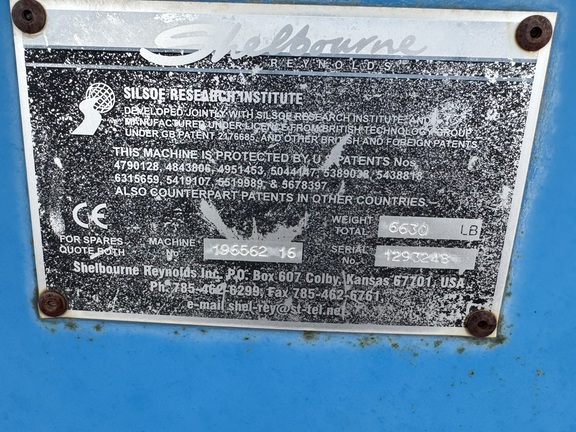 Shelbourne
REYNOLDS
SILSOE RESEARCH INSTITUTE
DEVELOPED JOINTLY WITH SILSOE RESEARCH INSTITUTE AND
MANUFACTURED UNDER LICENCE FROM BRITISH TECHNOLOGY GROUP
UNDER GB PATENT 2176685, AND OTHER BRITISH AND FOREIGN PATENTS
THIS MACHINE IS PROTECTED BY U.S. PATENTS Nos.
4790128, 4843806, 4951453, 5044147, 5389038, 5438818
6315659, 5419107, 5519989, & 5678397
ALSO COUNTERPART PATENTS IN OTHER COUNTRIES.
CE
WEIGHT TOTAL 6630 LB
FOR SPARES QUOTE BOTH MACHINE No 196562 16 SERIAL No. 1293248
Shelbourne Reynolds Inc, P.O. Box 607 Colby, Kansas 67701, USA
Ph: 785-462-6299, Fax 785-462-6761
e-mail shel-rey@st-tel.net